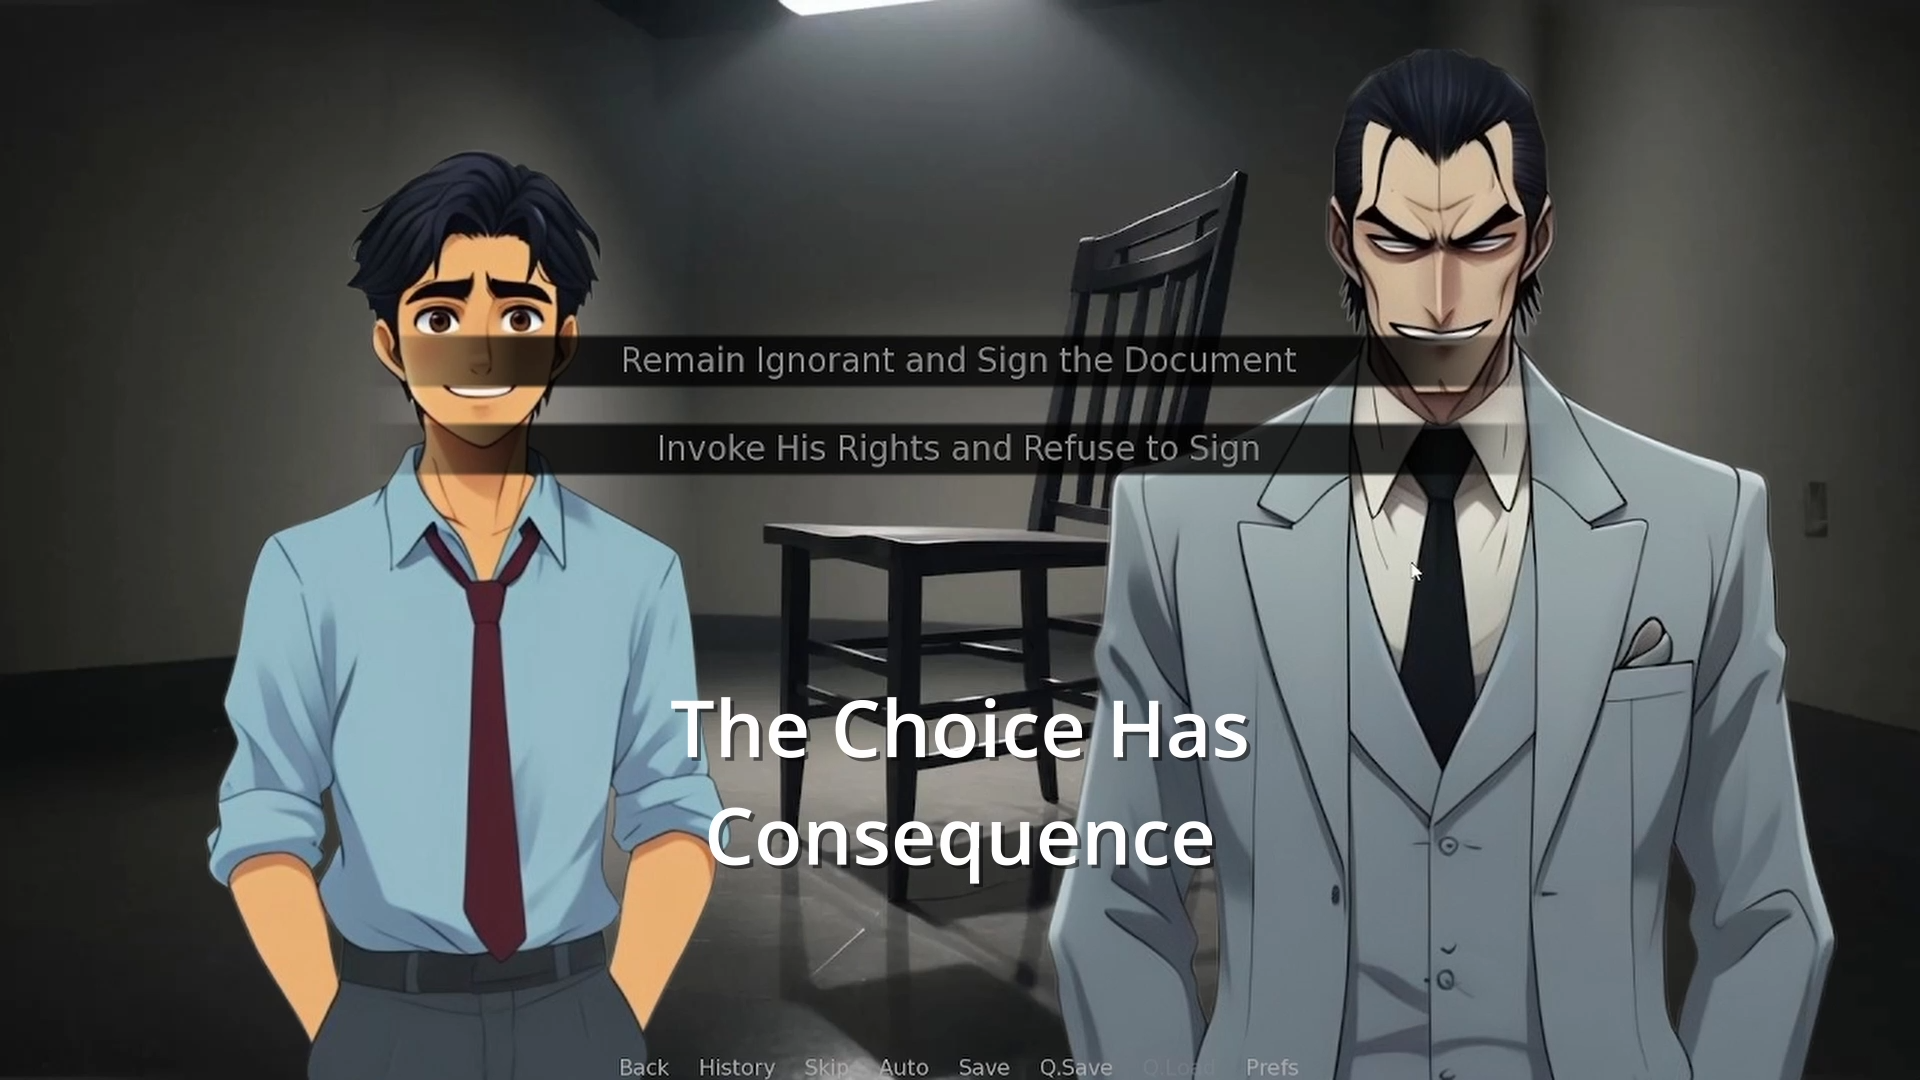 Remain Ignorant and Sign the Document
Invoke His Rights and Refuse to Sign
The Choice Has
Consequence
Back History Skip Auto Save Q.Save Q.Load Prefs